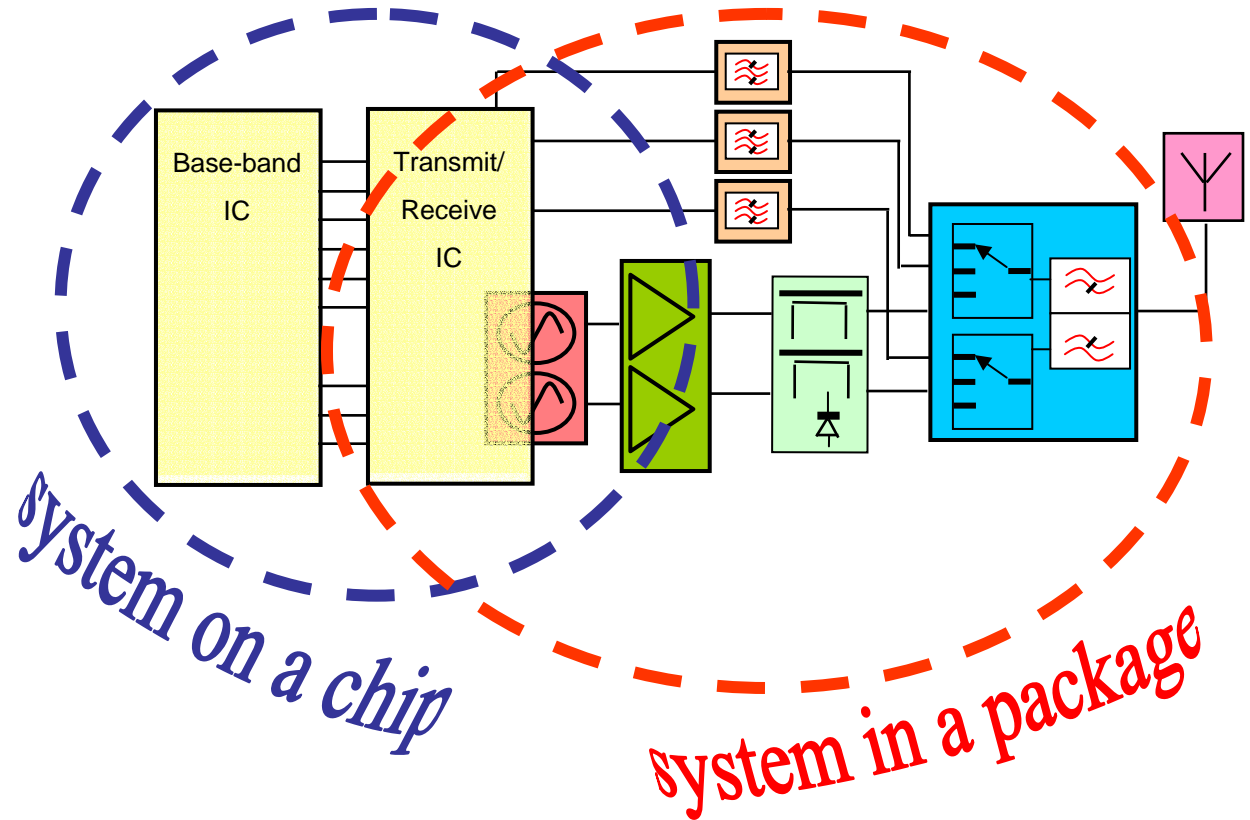 Base-band
IC
Transmit/
Receive
IC
system on a chip
system in a package